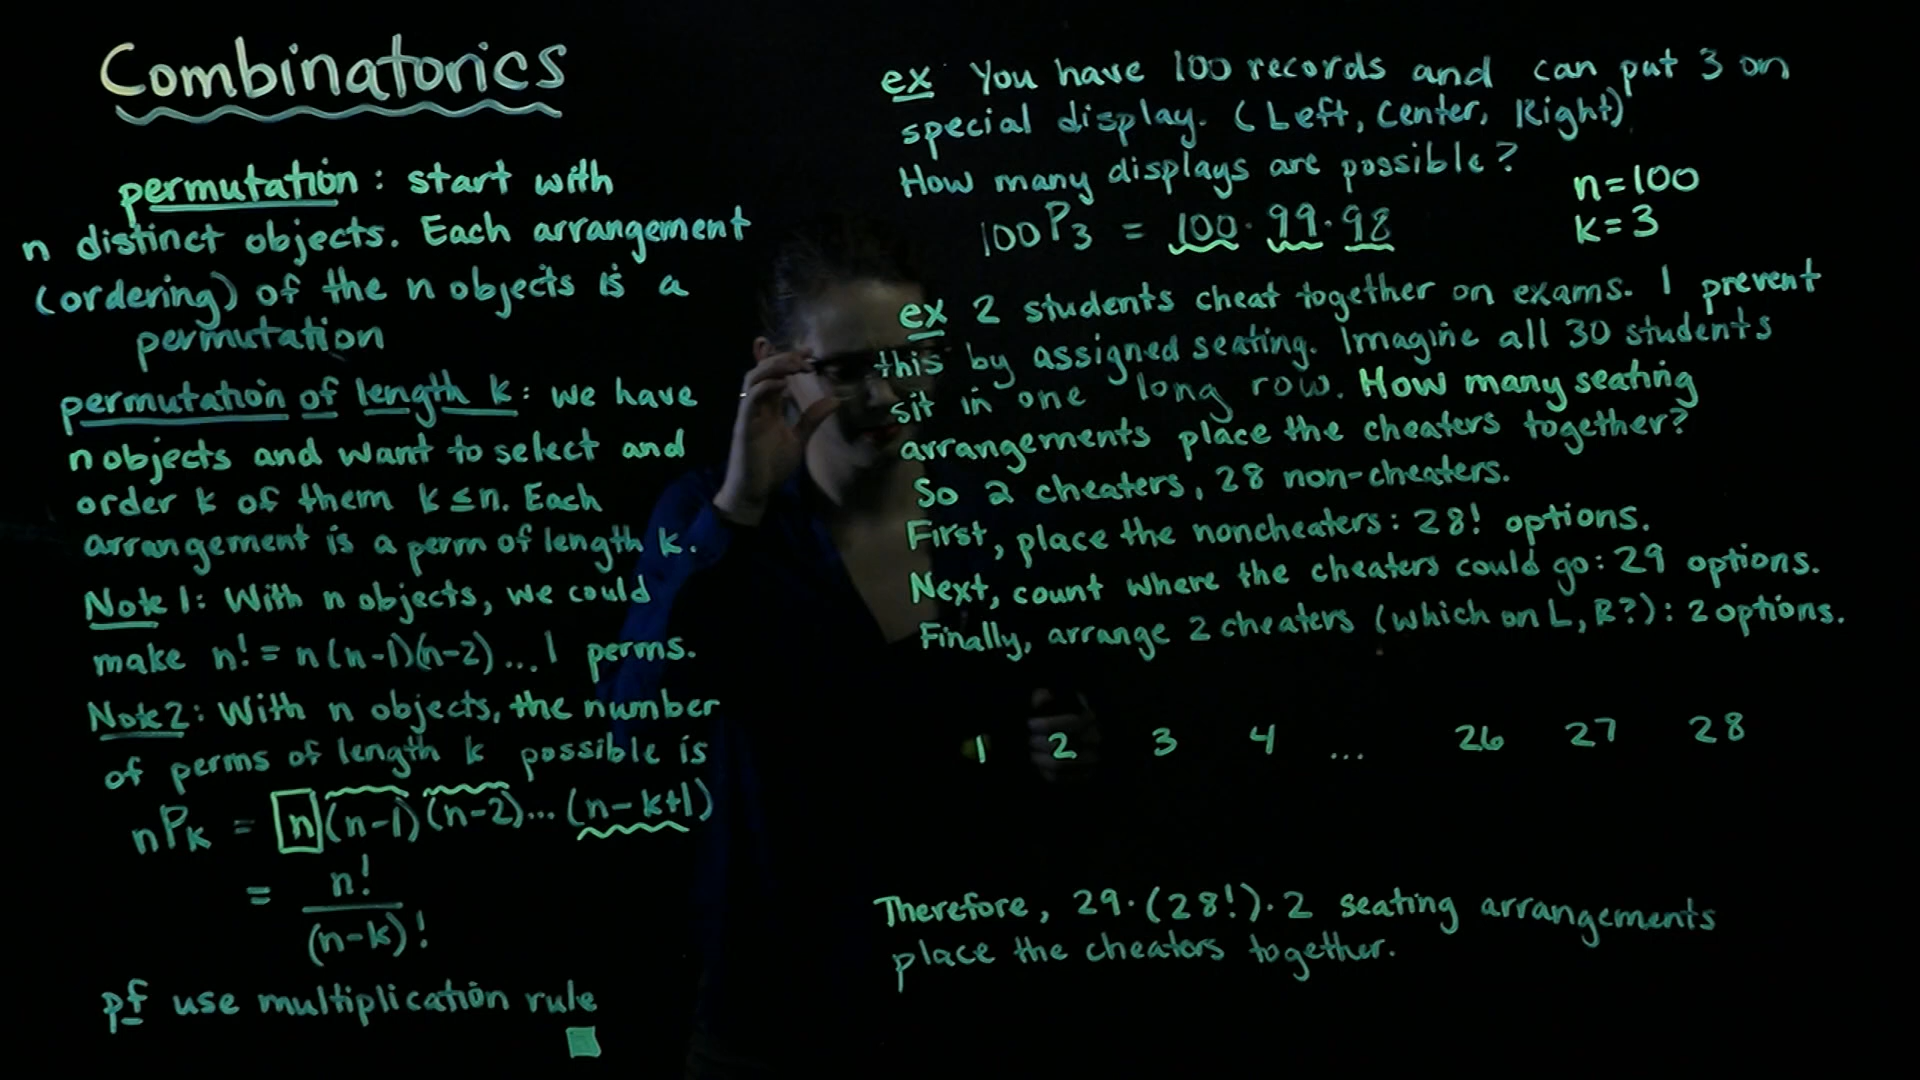 Combinatorics
permutation: start with
n distinct objects. Each arrangement
(ordering) of the n objects is a
permutation
permutation of length k: we have
n objects and want to select and
order k of them k ≤ n. Each
arrangement is a perm of length k.
Note 1: With n objects, we could
make n! = n(n-1)(n-2)...1 perms.
Note 2: With n objects, the number
of perms of length k possible is
nPk = n(n-1)(n-2)...(n-k+1)
= n!/(n-k)!
pf use multiplication rule
ex You have 100 records and can put 3 on
special display. (Left, Center, Right)
How many displays are possible?
n=100
k=3
100P3 = 100·99·98
ex 2 students cheat together on exams. I prevent
this by assigned seating. Imagine all 30 students
sit in one long row. How many seating
arrangements place the cheaters together?
So 2 cheaters, 28 non-cheaters.
First, place the noncheaters: 28! options.
Next, count where the cheaters could go: 29 options.
Finally, arrange 2 cheaters (which on L, R?): 2 options.
1 2 3 4 ... 26 27 28
Therefore, 29·(28!)·2 seating arrangements
place the cheaters together.